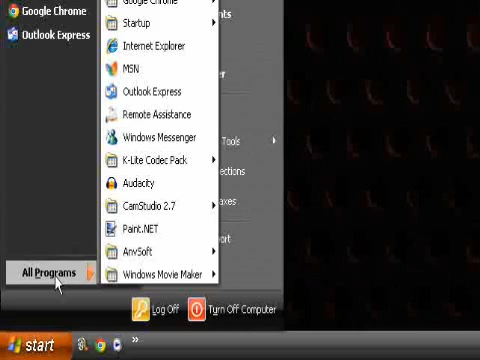 Google Chrome
Outlook Express
Google Chrome
Startup
Internet Explorer
MSN
Outlook Express
Remote Assistance
Windows Messenger
K-Lite Codec Pack
Audacity
CamStudio 2.7
Paint.NET
AnvSoft
Windows Movie Maker
Tools
All Programs
Log Off
Turn Off Computer
start